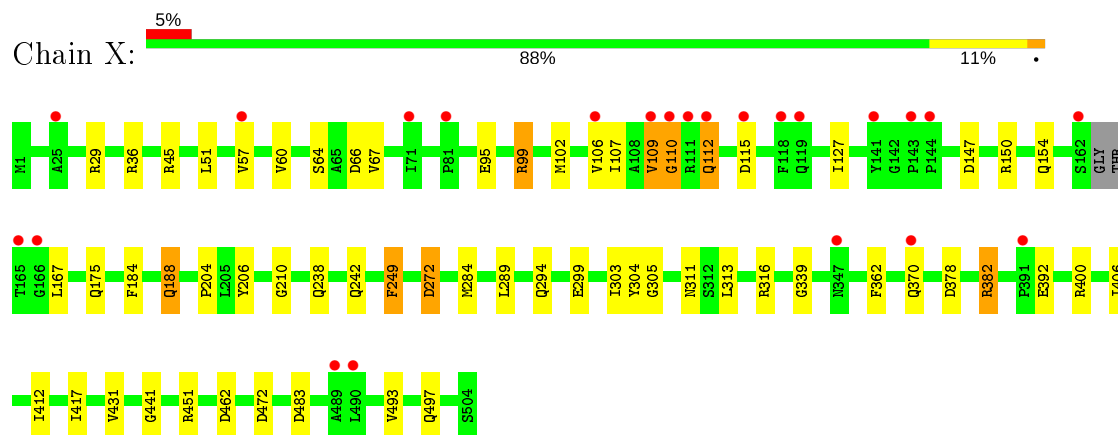 5%
Chain X:
88% 11% •
M1 A25 R29 R36 R45 L51 V57 V60 S64 A65 D66 V67 I71 P81 E95 R99 M102 V106 I107 A108 V109 G110 R111 Q112 D115 F118 Q119 I127 Y141 G142 P143 P144 D147 R150 Q154 S162 GLY THR
T165 G166 L167 Q175 F184 Q188 P204 L205 Y206 G210 Q238 Q242 F249 D272 M284 L289 Q294 E299 I303 Y304 G305 N311 S312 L313 R316 G339 N347 F362 Q370 D378 R382 P391 E392 R400 I406
I412 I417 V431 G441 R451 D462 D472 D483 A489 L490 V493 Q497 S504